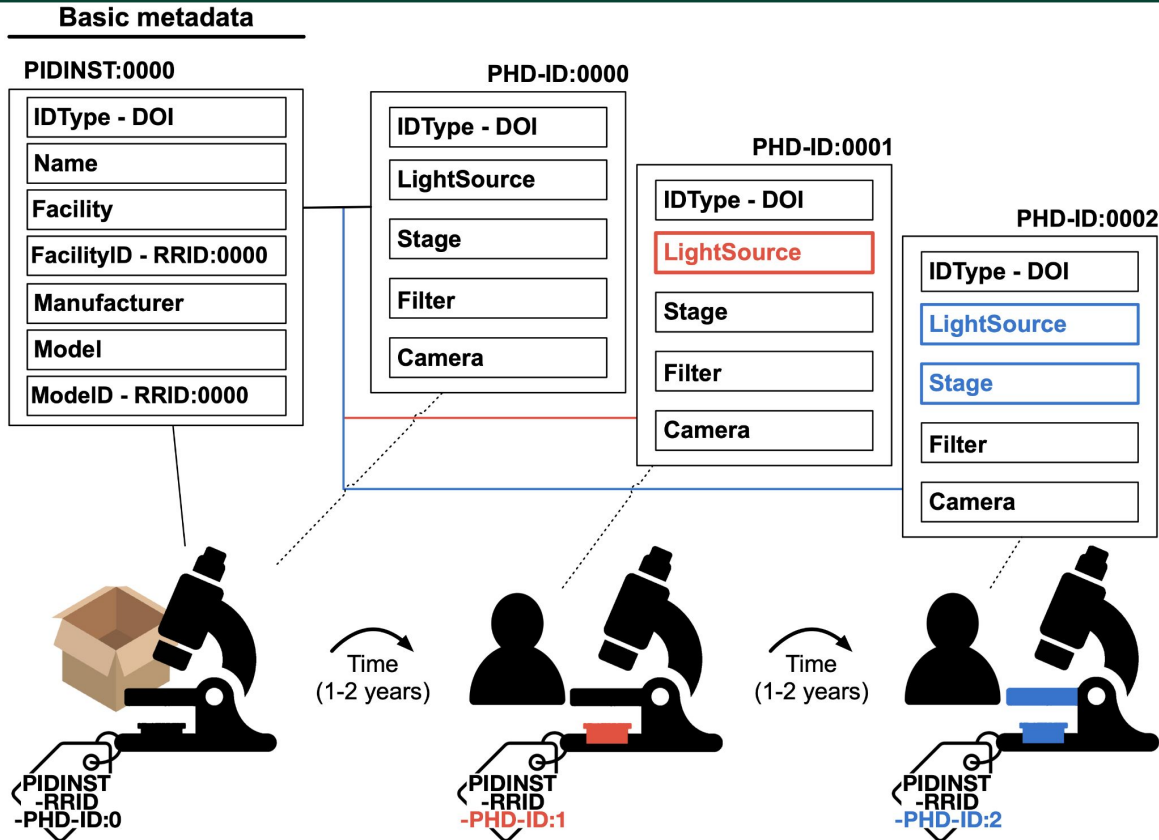 Basic metadata
PIDINST:0000
IDType - DOI
Name
Facility
FacilityID - RRID:0000
Manufacturer
Model
ModelID - RRID:0000
PHD-ID:0000
IDType - DOI
LightSource
Stage
Filter
Camera
PHD-ID:0001
IDType - DOI
LightSource
Stage
Filter
Camera
PHD-ID:0002
IDType - DOI
LightSource
Stage
Filter
Camera
Time
(1-2 years)
Time
(1-2 years)
PIDINST
-RRID
-PHD-ID:0
PIDINST
-RRID
-PHD-ID:1
PIDINST
-RRID
-PHD-ID:2